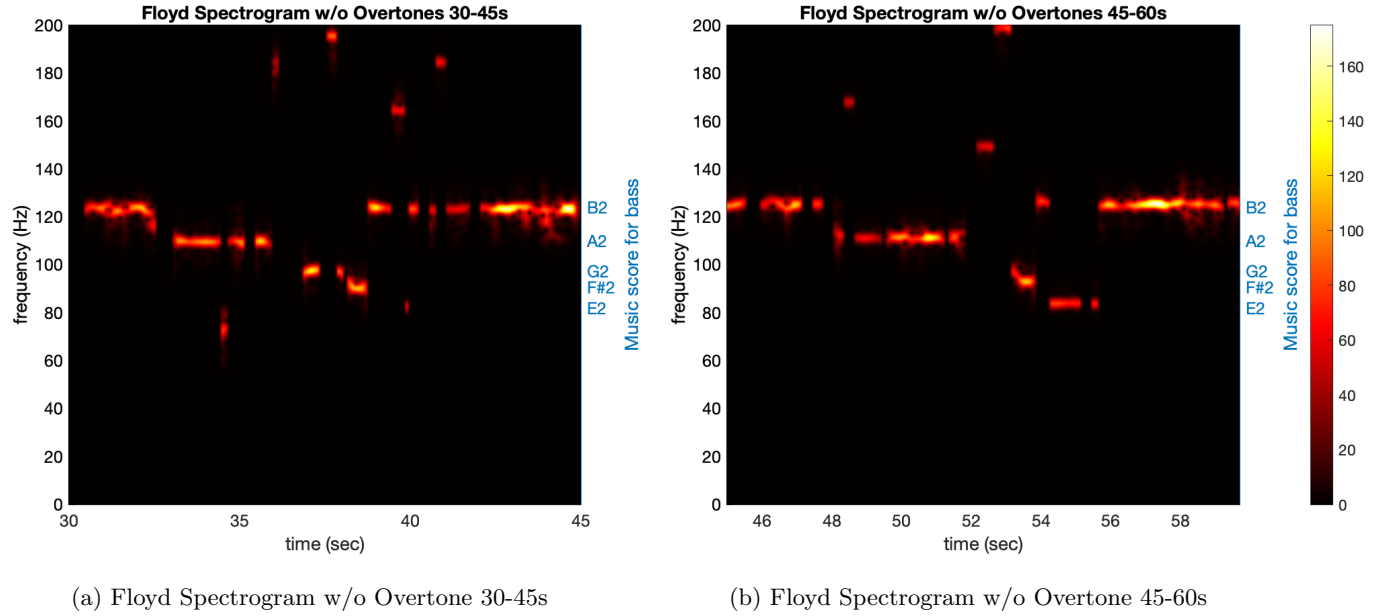 Floyd Spectrogram w/o Overtones 30-45s
200
180
160
140
120
100
80
60
40
20
0
frequency (Hz)
30
35
40
45
time (sec)
B2
A2
G2
F#2
E2
Music score for bass
(a) Floyd Spectrogram w/o Overtone 30-45s
Floyd Spectrogram w/o Overtones 45-60s
200
180
160
140
120
100
80
60
40
20
0
frequency (Hz)
46
48
50
52
54
56
58
time (sec)
B2
A2
G2
F#2
E2
Music score for bass
160
140
120
100
80
60
40
20
0
(b) Floyd Spectrogram w/o Overtone 45-60s